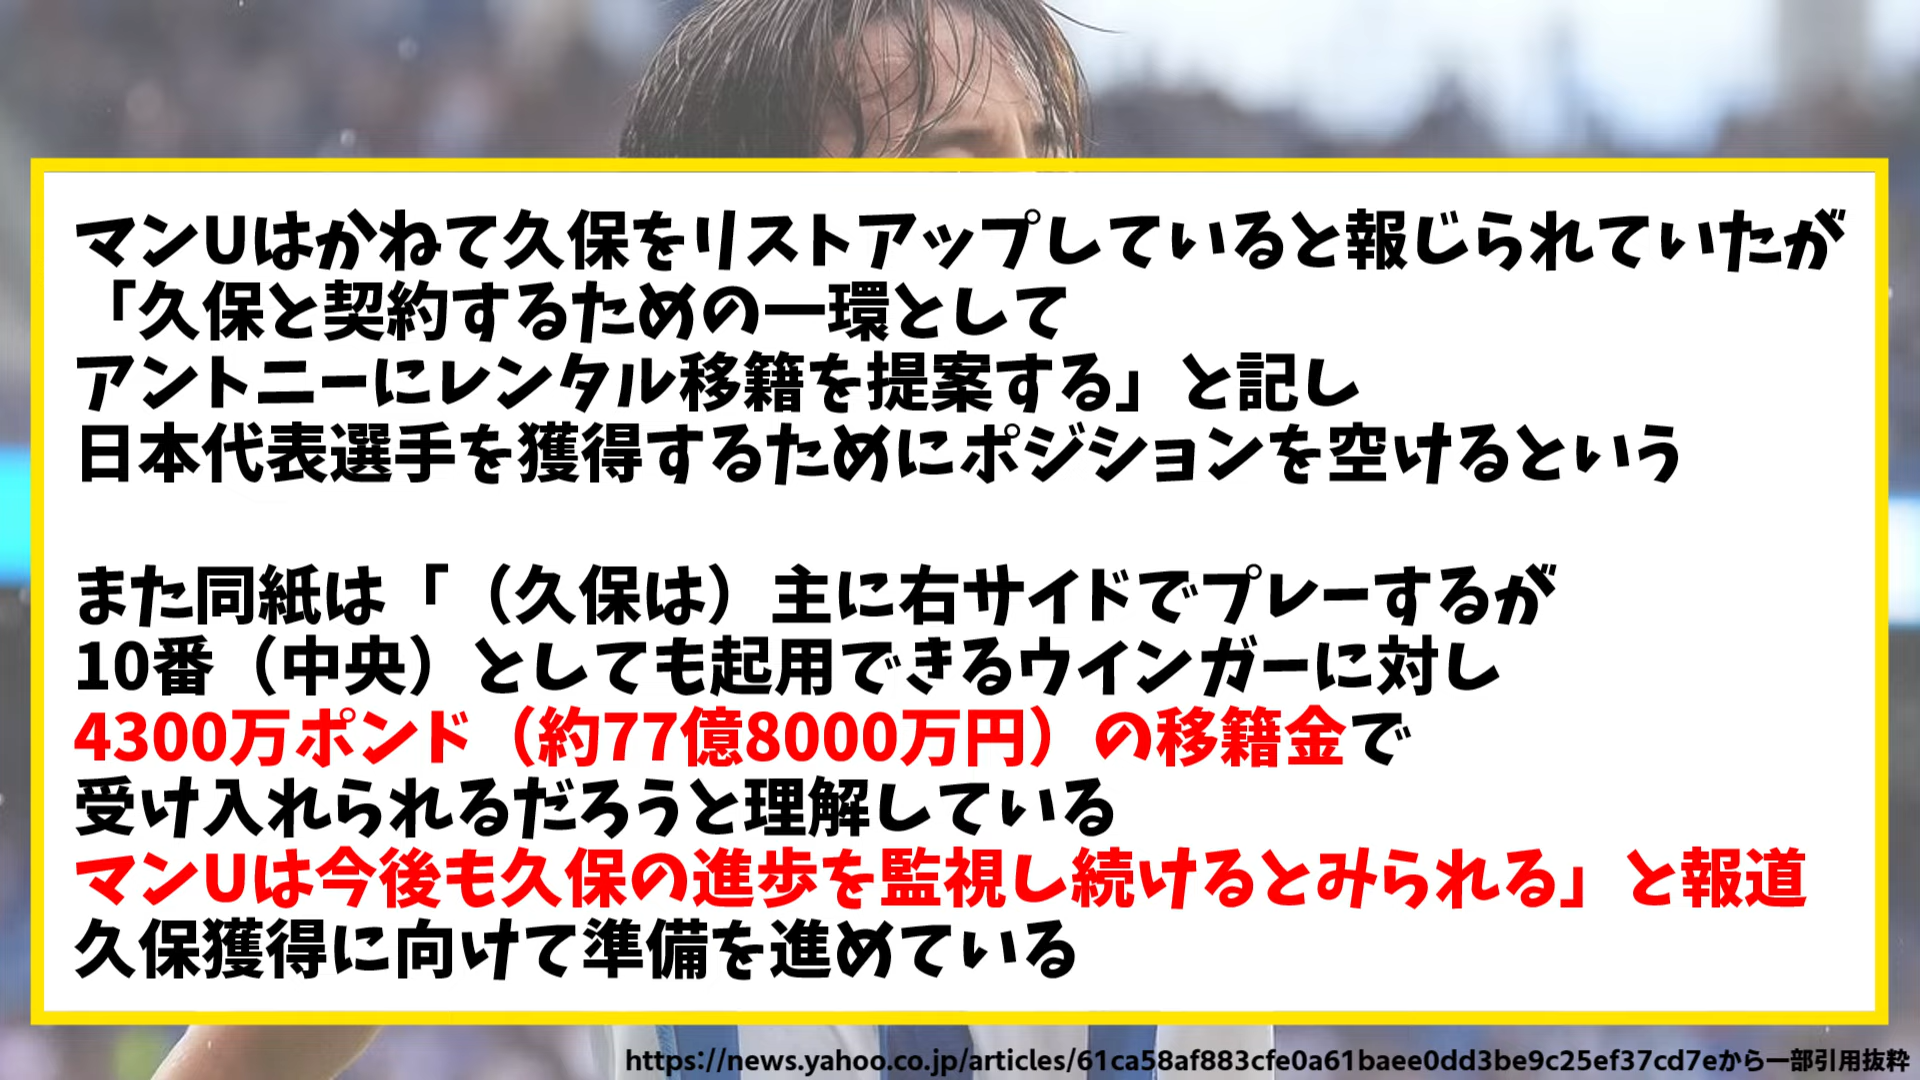 マンUはかねて久保をリストアップしていると報じられていたが
「久保と契約するための一環として
アントニーにレンタル移籍を提案する」と記し
日本代表選手を獲得するためにポジションを空けるという
また同紙は「（久保は）主に右サイドでプレーするが
10番（中央）としても起用できるウインガーに対し
4300万ポンド（約77億8000万円）の移籍金で
受け入れられるだろうと理解している
マンUは今後も久保の進歩を監視し続けるとみられる」と報道
久保獲得に向けて準備を進めている
https://news.yahoo.co.jp/articles/61ca58af883cfe0a61baee0dd3be9c25ef37cd7eから一部引用抜粋